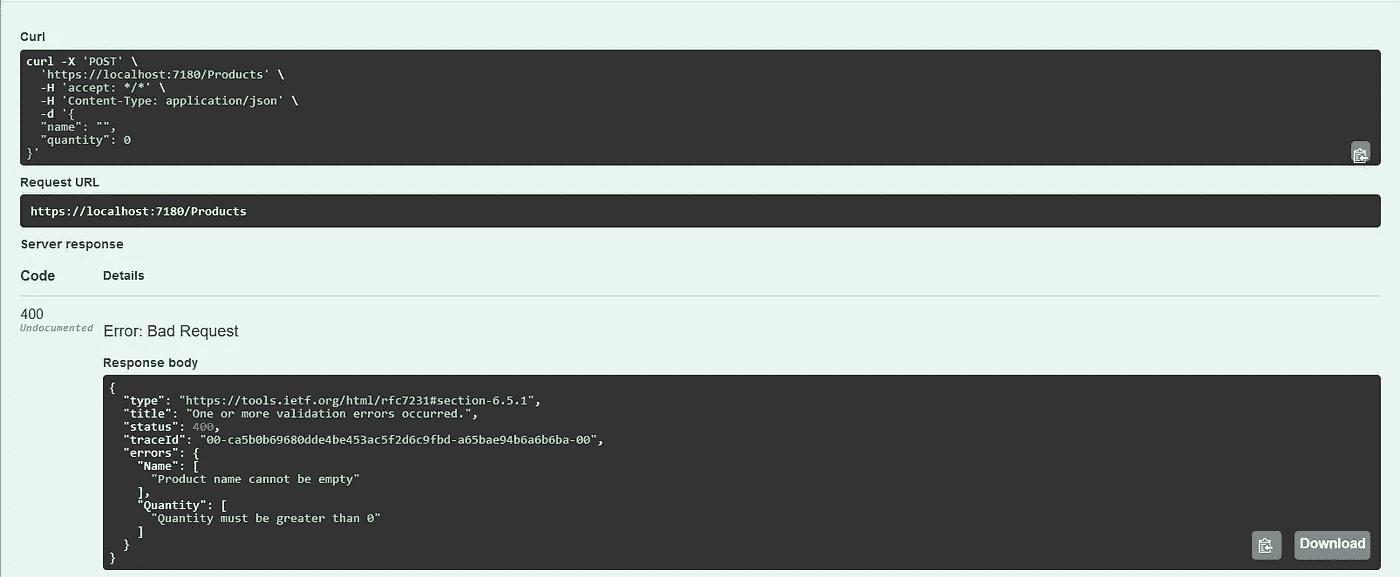 Curl
curl -X 'POST' \
  'https://localhost:7180/Products' \
  -H 'accept: */*' \
  -H 'Content-Type: application/json' \
  -d '{
  "name": "",
  "quantity": 0
}'
Request URL
https://localhost:7180/Products
Server response
Code Details
400
Undocumented
Error: Bad Request
Response body
{
  "type": "https://tools.ietf.org/html/rfc7231#section-6.5.1",
  "title": "One or more validation errors occurred.",
  "status": 400,
  "traceId": "00-ca5b0b69680dde4be453ac5f2d6c9fbd-a65bae94b6a6b6ba-00",
  "errors": {
    "Name": [
      "Product name cannot be empty"
    ],
    "Quantity": [
      "Quantity must be greater than 0"
    ]
  }
}
Download